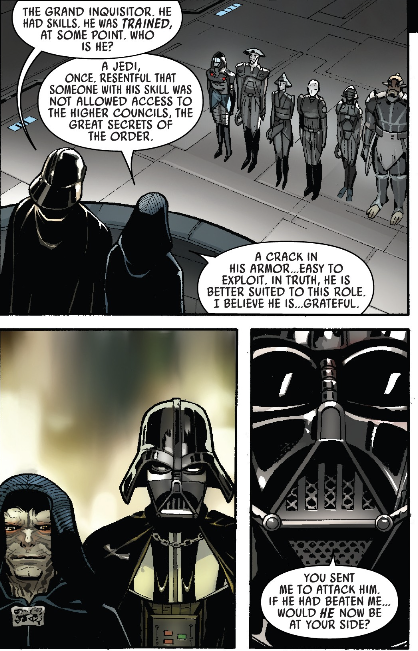 THE GRAND INQUISITOR. HE
HAD SKILLS. HE WAS TRAINED,
AT SOME POINT. WHO
IS HE?
A JEDI,
ONCE. RESENTFUL THAT
SOMEONE WITH HIS SKILL WAS
NOT ALLOWED ACCESS TO
THE HIGHER COUNCILS, THE
GREAT SECRETS OF
THE ORDER.
A CRACK IN
HIS ARMOR...EASY TO
EXPLOIT. IN TRUTH, HE IS
BETTER SUITED TO THIS ROLE.
I BELIEVE HE IS...GRATEFUL.
YOU SENT
ME TO ATTACK HIM.
IF HE HAD BEATEN ME...
WOULD HE NOW BE
AT YOUR SIDE?